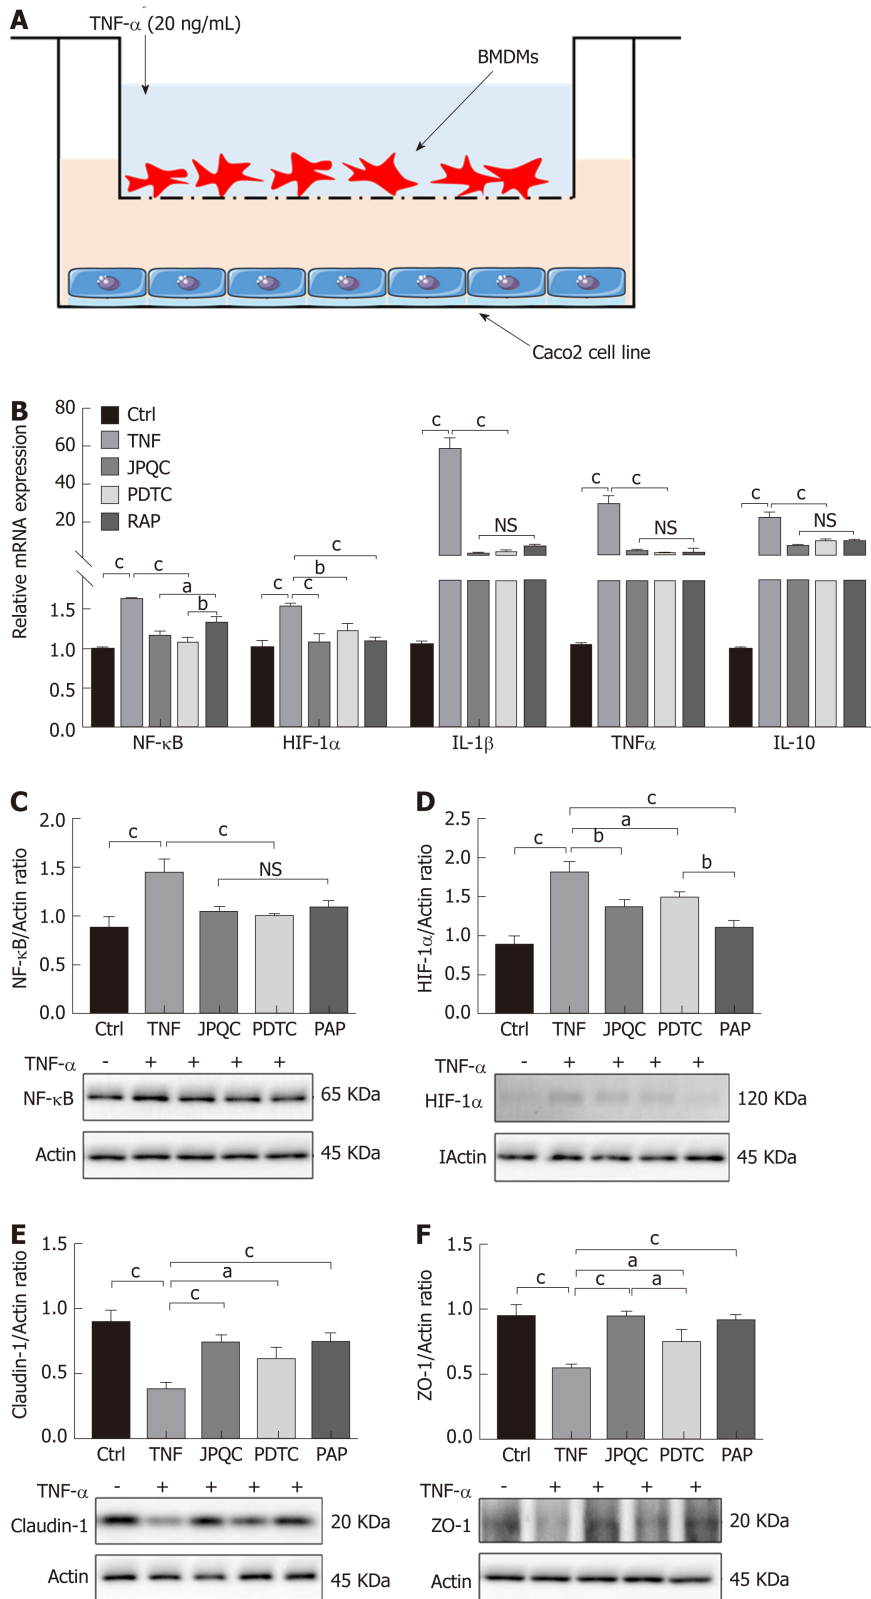 A
TNF-α (20 ng/mL)
BMDMs
Caco2 cell line
B
Relative mRNA expression
80
60
40
20
1.5
1.0
0.5
0.0
Ctrl
TNF
JPQC
PDTC
RAP
c c a b
c c b c
c c NS
c c NS
c c NS
NF-κB HIF-1α IL-1β TNFα IL-10
C
NF-κB/Actin ratio
2.0
1.5
1.0
0.5
0.0
c c NS
Ctrl TNF JPQC PDTC PAP
TNF-α - + + + +
NF-κB 65 KDa
Actin 45 KDa
D
HIF-1α/Actin ratio
2.5
2.0
1.5
1.0
0.5
0.0
c
a
c b
b
Ctrl TNF JPQC PDTC PAP
TNF-α - + + + +
HIF-1α 120 KDa
IActin 45 KDa
E
Claudin-1/Actin ratio
1.5
1.0
0.5
0.0
c
c a
c
Ctrl TNF JPQC PDTC PAP
TNF-α - + + + +
Claudin-1 20 KDa
Actin 45 KDa
F
ZO-1/Actin ratio
1.5
1.0
0.5
0.0
c
a
c c a
Ctrl TNF JPQC PDTC PAP
TNF-α - + + + +
ZO-1 20 KDa
Actin 45 KDa